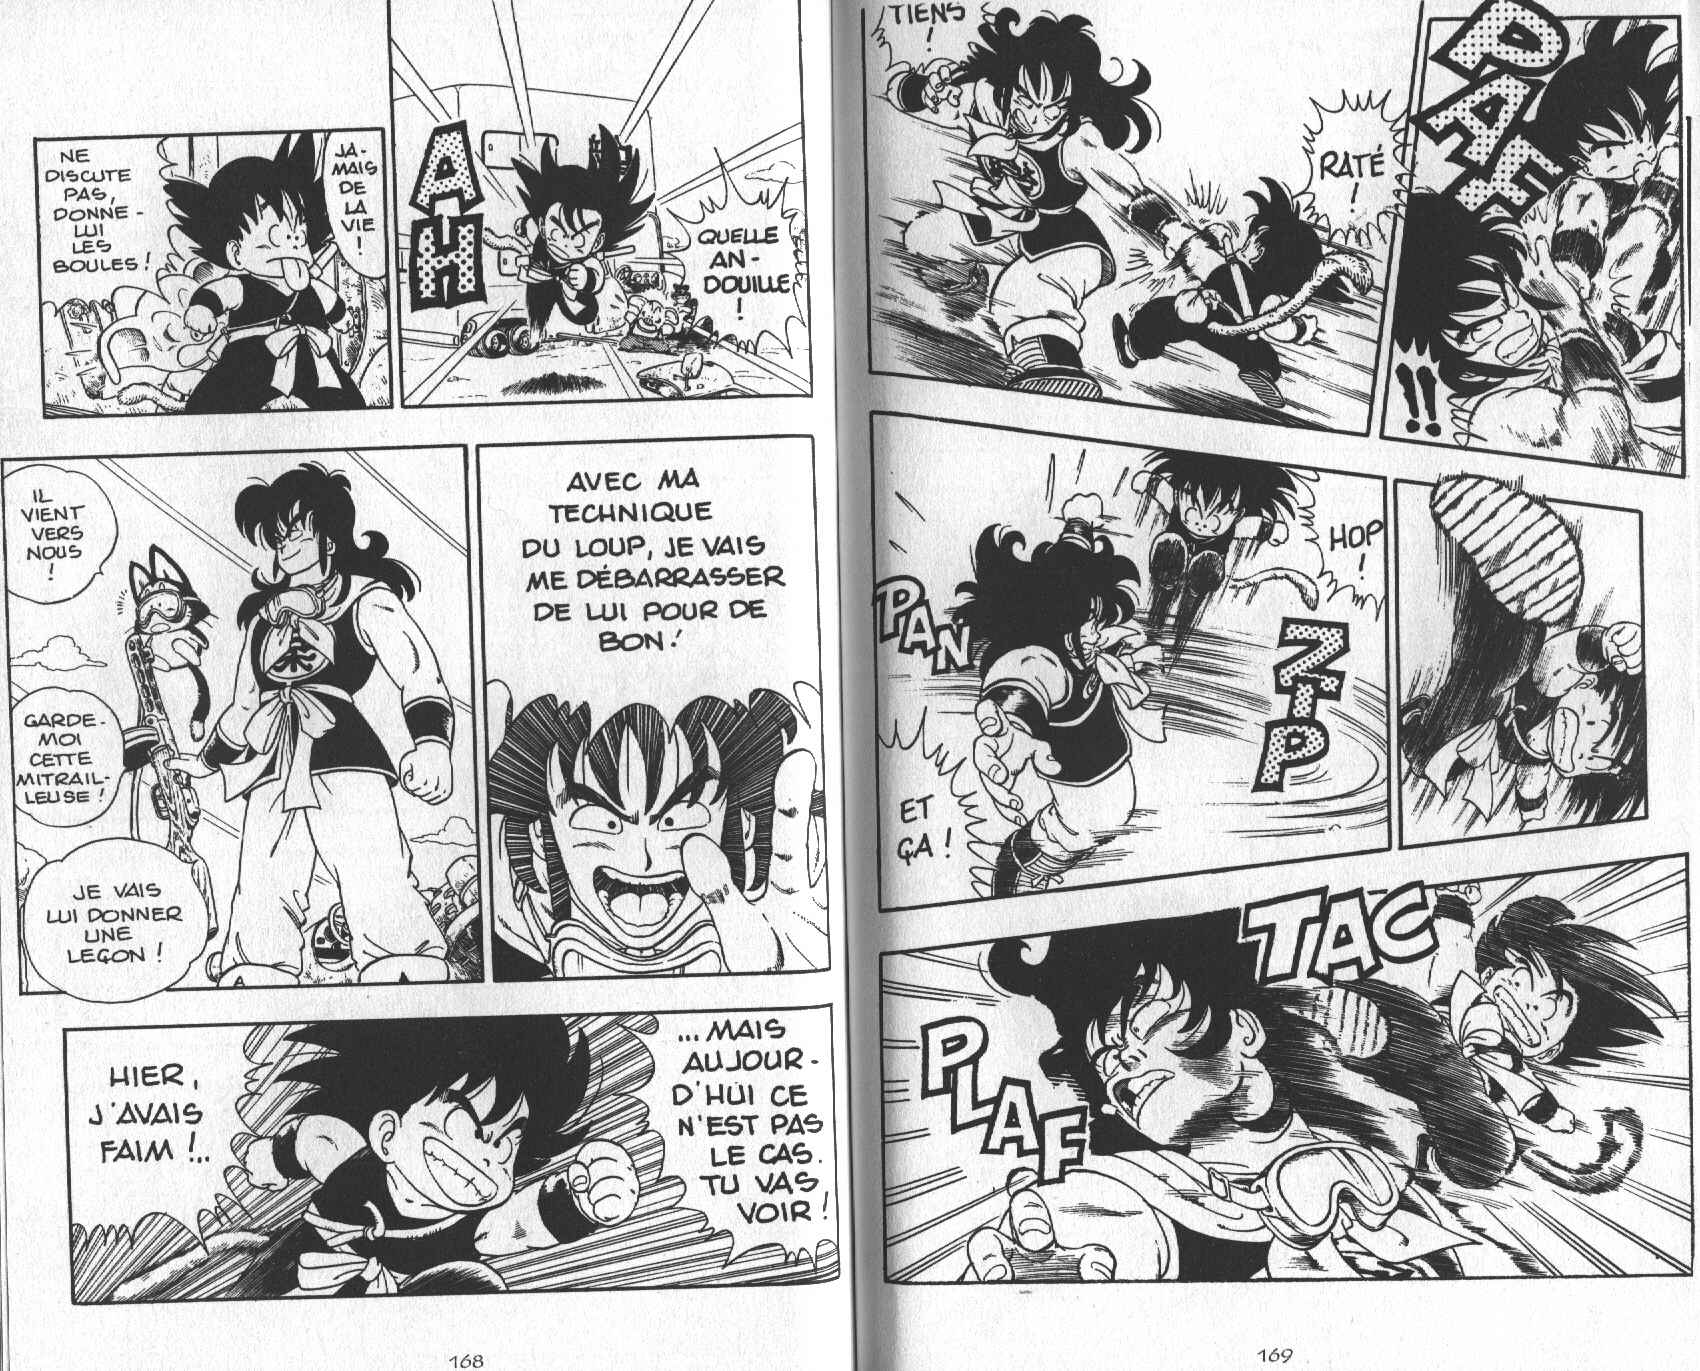 NE
DISCUTE
PAS,
DONNE-
LUI
LES
BOULES!
JA-
MAIS
DE
LA
VIE
!
AH
QUELLE
AN-
DOUILLE
!
IL
VIENT
VERS
NOUS
!
GARDE-
MOI
CETTE
MITRAIL-
LEUSE!
JE VAIS
LUI DONNER
UNE
LEÇON!
AVEC MA
TECHNIQUE
DU LOUP, JE VAIS
ME DÉBARRASSER
DE LUI POUR DE
BON!
HIER,
J'AVAIS
FAIM!..
...MAIS
AUJOUR-
D'HUI CE
N'EST PAS
LE CAS.
TU VAS
VOIR!
168
TIENS
!
RATÉ
!
PAF
!!
PAN
HOP
!
ZIP
ET
ÇA!
TAC
PLAF
169